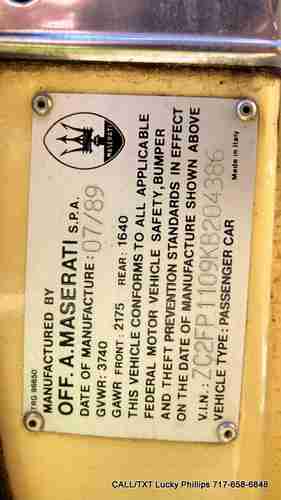 MASERATI
MANUFACTURED BY
OFF. A. MASERATI S.P.A.
DATE OF MANUFACTURE: 07/89
GVWR: 3740
GAWR FRONT: 2175 REAR: 1640
THIS VEHICLE CONFORMS TO ALL APPLICABLE
FEDERAL MOTOR VEHICLE SAFETY, BUMPER
AND THEFT PREVENTION STANDARDS IN EFFECT
ON THE DATE OF MANUFACTURE SHOWN ABOVE
V.I.N.: ZC2FP1109KB204386
VEHICLE TYPE: PASSENGER CAR
Made in Italy
TRG 96650
CALL/TXT Lucky Phillips 717-658-6848